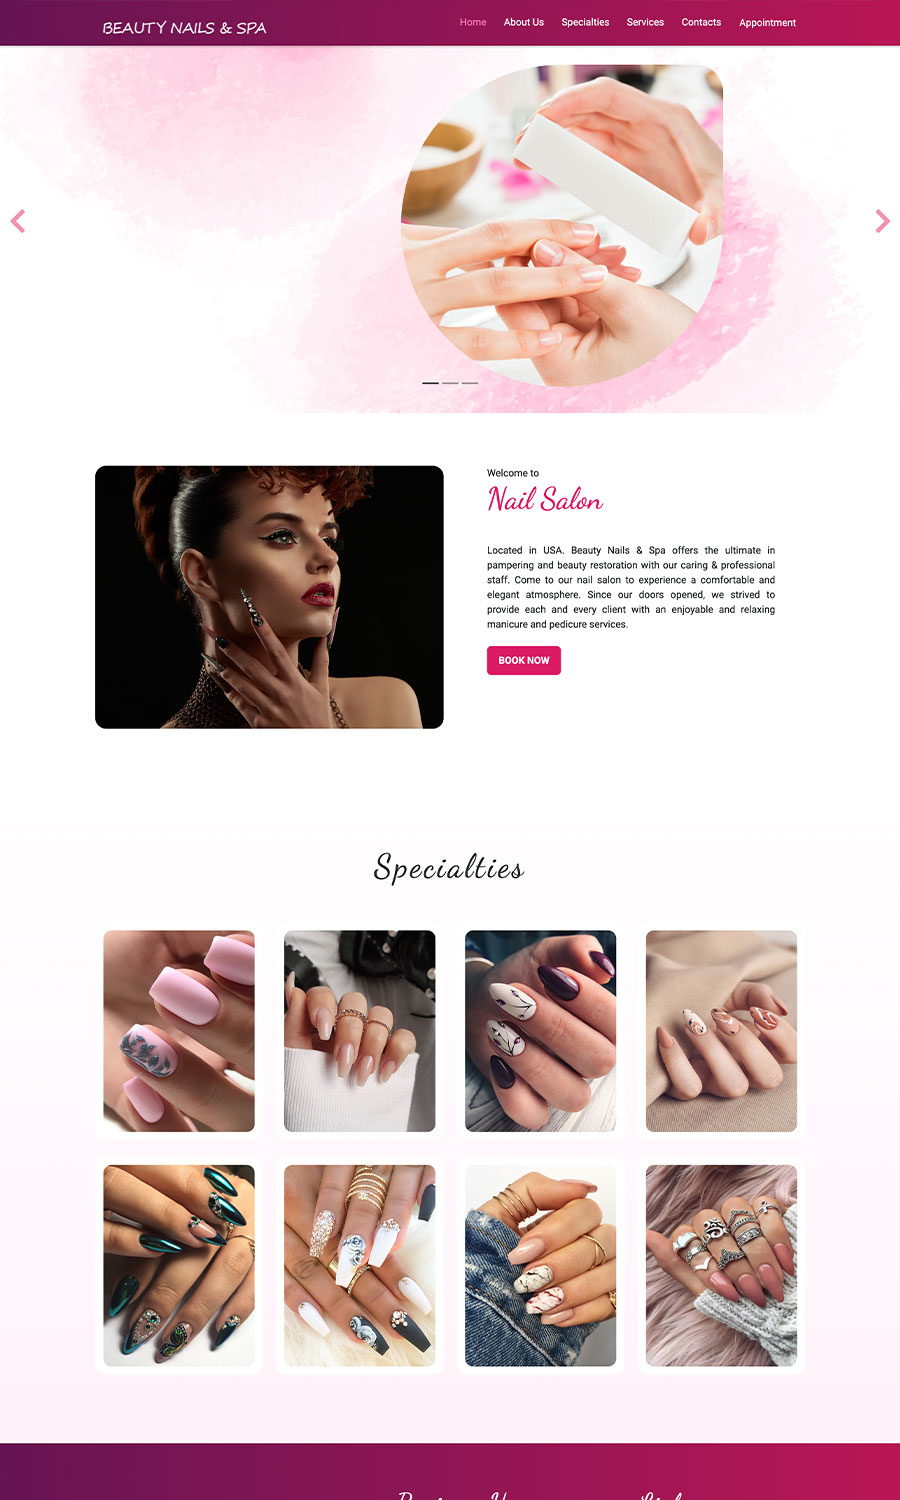 BEAUTY NAILS & SPA
Home About Us Specialties Services Contacts Appointment
Welcome to
Nail Salon
Located in USA. Beauty Nails & Spa offers the ultimate in
pampering and beauty restoration with our caring & professional
staff. Come to our nail salon to experience a comfortable and
elegant atmosphere. Since our doors opened, we strived to
provide each and every client with an enjoyable and relaxing
manicure and pedicure services.
BOOK NOW
Specialties